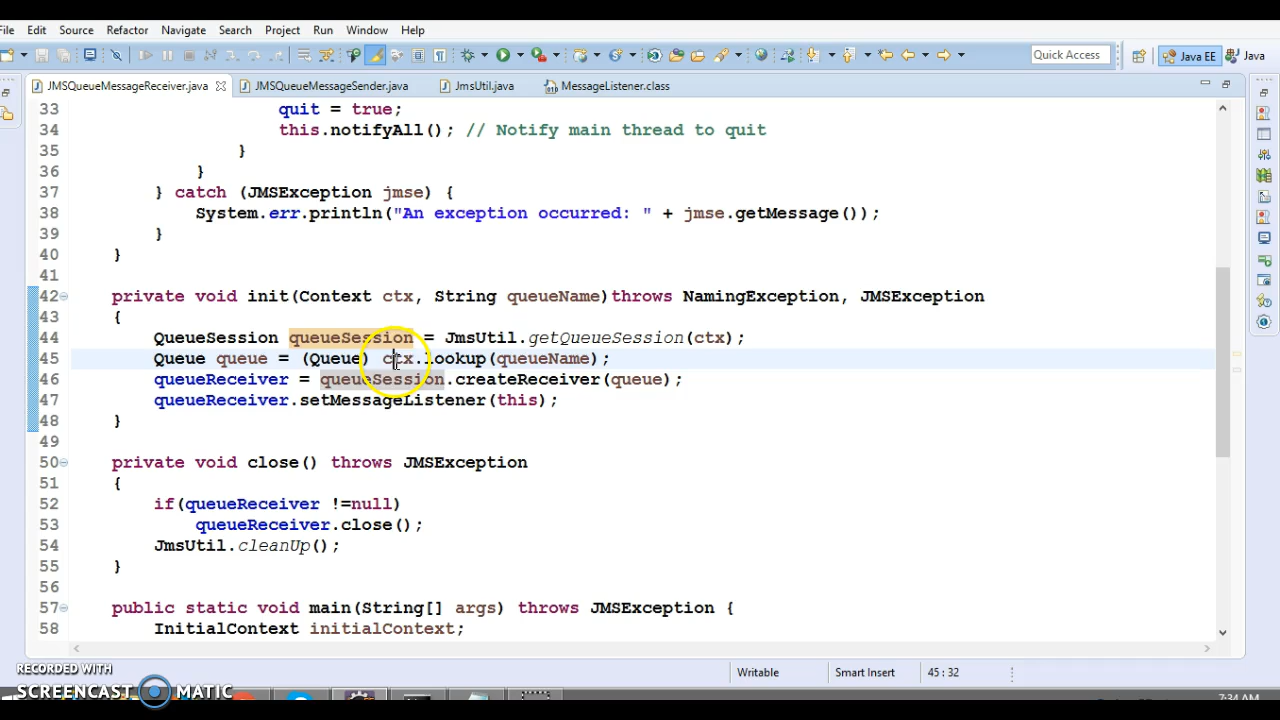 File Edit Source Refactor Navigate Search Project Run Window Help
Quick Access Java EE Java
JMSQueueMessageReceiver.java JMSQueueMessageSender.java JmsUtil.java MessageListener.class
33 quit = true;
34 this.notifyAll(); // Notify main thread to quit
35 }
36 }
37 } catch (JMSException jmse) {
38 System.err.println("An exception occurred: " + jmse.getMessage());
39 }
40 }
41
42 private void init(Context ctx, String queueName)throws NamingException, JMSException
43 {
44 QueueSession queueSession = JmsUtil.getQueueSession(ctx);
45 Queue queue = (Queue) ctx.lookup(queueName);
46 queueReceiver = queueSession.createReceiver(queue);
47 queueReceiver.setMessageListener(this);
48 }
49
50 private void close() throws JMSException
51 {
52 if(queueReceiver !=null)
53 queueReceiver.close();
54 JmsUtil.cleanUp();
55 }
56
57 public static void main(String[] args) throws JMSException {
58 InitialContext initialContext;
Writable Smart Insert 45 : 32
RECORDED WITH
SCREENCAST MATIC
7:34 AM